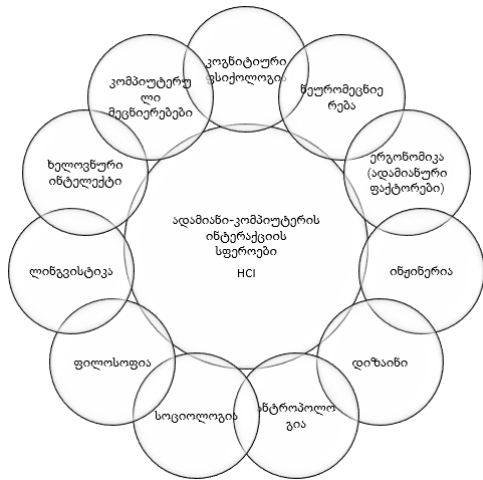 კოგნიტიური
ფსიქოლოგია
ნეურომეცნიე
რება
ერგონომიკა
(ადამიანური
ფაქტორები)
ინჟინერია
დიზაინი
ანტროპოლო
გია
სოციოლოგია
ფილოსოფია
ლინგვისტიკა
ხელოვნური
ინტელექტი
კომპიუტერუ
ლი
მეცნიერებები
ადამიანი-კომპიუტერის
ინტერაქციის
სფეროები
HCI